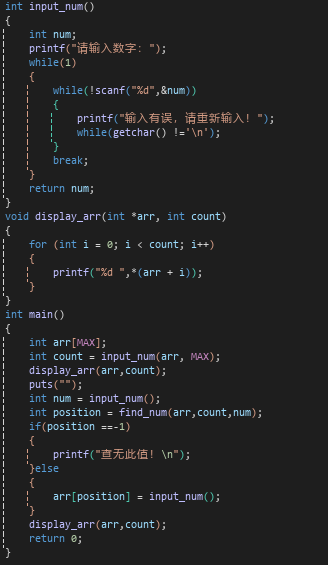 int input_num()
{
    int num;
    printf("请输入数字：");
    while(1)
    {
        while(!scanf("%d",&num))
        {
            printf("输入有误，请重新输入！");
            while(getchar() !='\n');
        }
        break;
    }
    return num;
}
void display_arr(int *arr, int count)
{
    for (int i = 0; i < count; i++)
    {
        printf("%d ",*(arr + i));
    }
}
int main()
{
    int arr[MAX];
    int count = input_num(arr, MAX);
    display_arr(arr,count);
    puts("");
    int num = input_num();
    int position = find_num(arr,count,num);
    if(position ==-1)
    {
        printf("查无此值！\n");
    }else
    {
        arr[position] = input_num();
    }
    display_arr(arr,count);
    return 0;
}